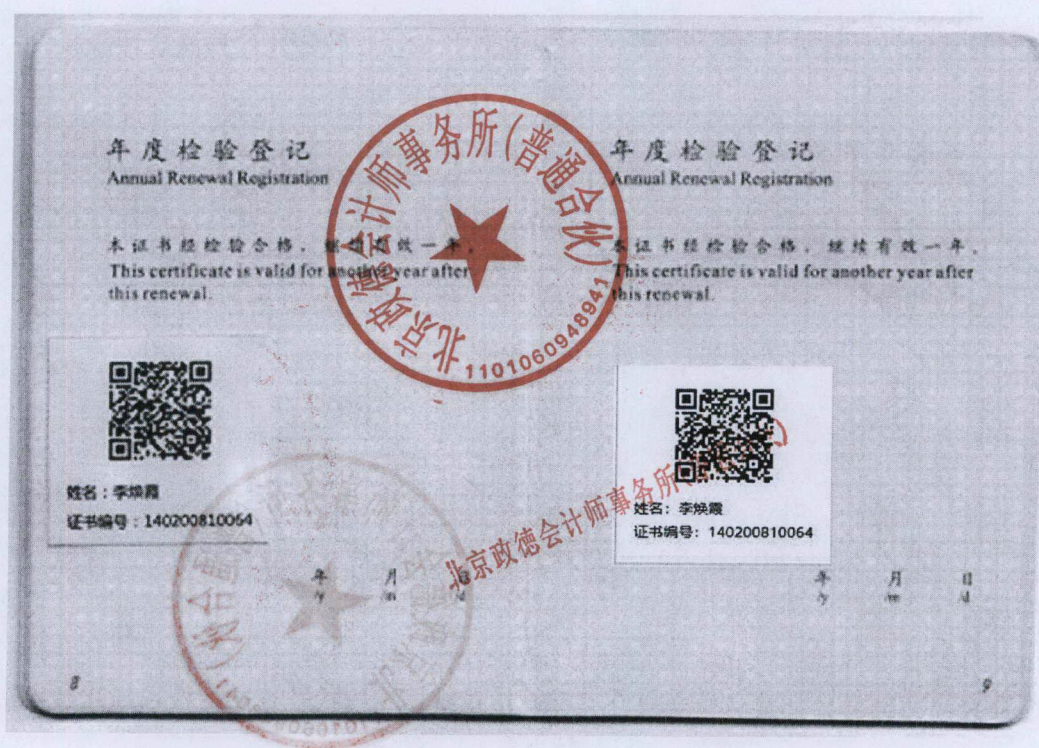 年度检验登记
Annual Renewal Registration
本证书经检验合格，继续有效一年。
This certificate is valid for another year after
this renewal.
姓名：李焕霞
证书编号：140200810064
年 月 日
/y /m /d
8
年度检验登记
Annual Renewal Registration
本证书经检验合格，继续有效一年。
This certificate is valid for another year after
this renewal.
姓名：李焕霞
证书编号：140200810064
年 月 日
/y /m /d
9
北京政德会计师事务所(普通合伙)
1101060948941
北京政德会计师事务所